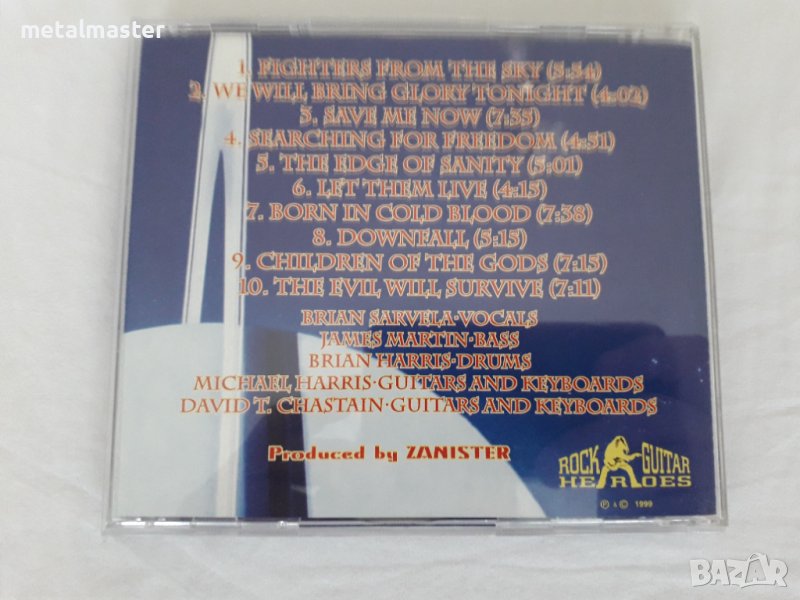 metalmaster
1. FIGHTERS FROM THE SKY (5:54)
2. WE WILL BRING GLORY TONIGHT (4:02)
3. SAVE ME NOW (7:35)
4. SEARCHING FOR FREEDOM (4:51)
5. THE EDGE OF SANITY (5:01)
6. LET THEM LIVE (4:15)
7. BORN IN COLD BLOOD (7:38)
8. DOWNFALL (5:15)
9. CHILDREN OF THE GODS (7:15)
10. THE EVIL WILL SURVIVE (7:11)
BRIAN SARVELA·VOCALS
JAMES MARTIN·BASS
BRIAN HARRIS·DRUMS
MICHAEL HARRIS·GUITARS AND KEYBOARDS
DAVID T. CHASTAIN·GUITARS AND KEYBOARDS
Produced by ZANISTER
ROCK GUITAR
HEROES
℗ & © 1999
BAZAR